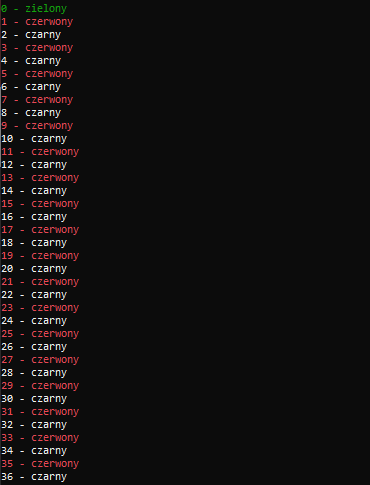 0 - zielony
1 - czerwony
2 - czarny
3 - czerwony
4 - czarny
5 - czerwony
6 - czarny
7 - czerwony
8 - czarny
9 - czerwony
10 - czarny
11 - czerwony
12 - czarny
13 - czerwony
14 - czarny
15 - czerwony
16 - czarny
17 - czerwony
18 - czarny
19 - czerwony
20 - czarny
21 - czerwony
22 - czarny
23 - czerwony
24 - czarny
25 - czerwony
26 - czarny
27 - czerwony
28 - czarny
29 - czerwony
30 - czarny
31 - czerwony
32 - czarny
33 - czerwony
34 - czarny
35 - czerwony
36 - czarny